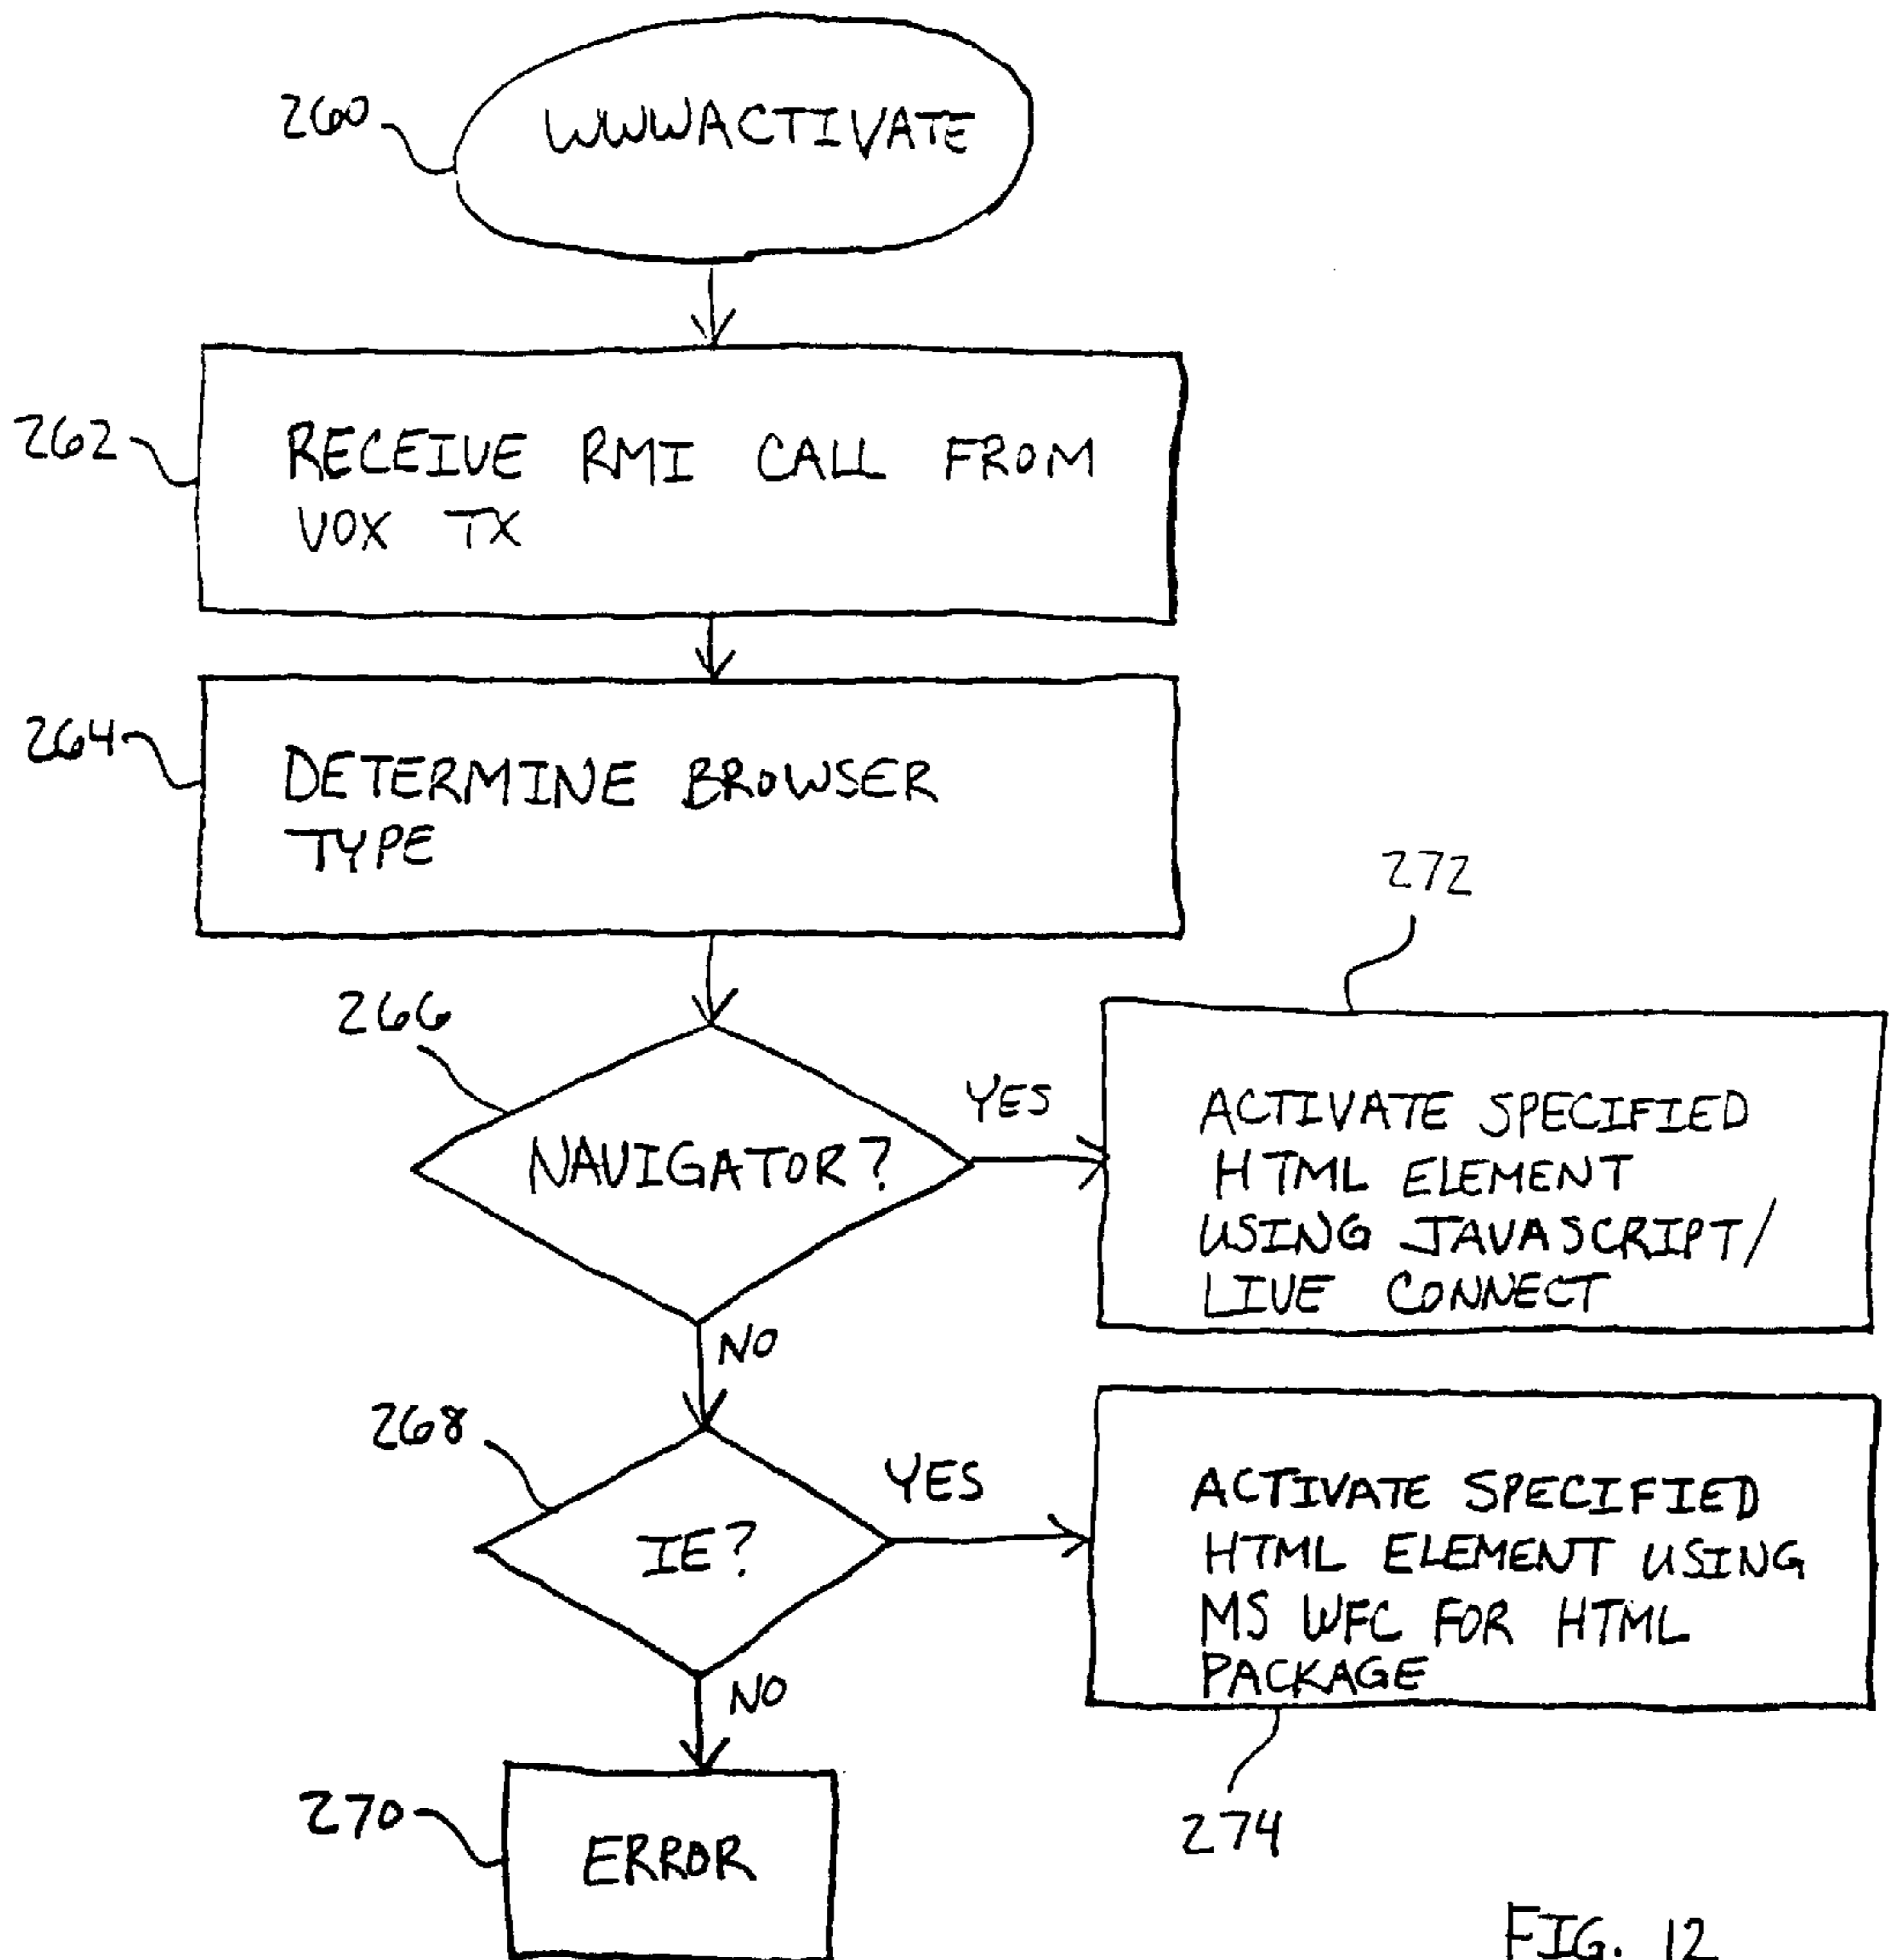 260
WWWACTIVATE
262
RECEIVE RMI CALL FROM
VOX TX
264
DETERMINE BROWSER
TYPE
266
NAVIGATOR?
YES
272
ACTIVATE SPECIFIED
HTML ELEMENT
USING JAVASCRIPT/
LIVE CONNECT
NO
268
IE?
YES
ACTIVATE SPECIFIED
HTML ELEMENT USING
MS WFC FOR HTML
PACKAGE
274
NO
270
ERROR
FIG. 12